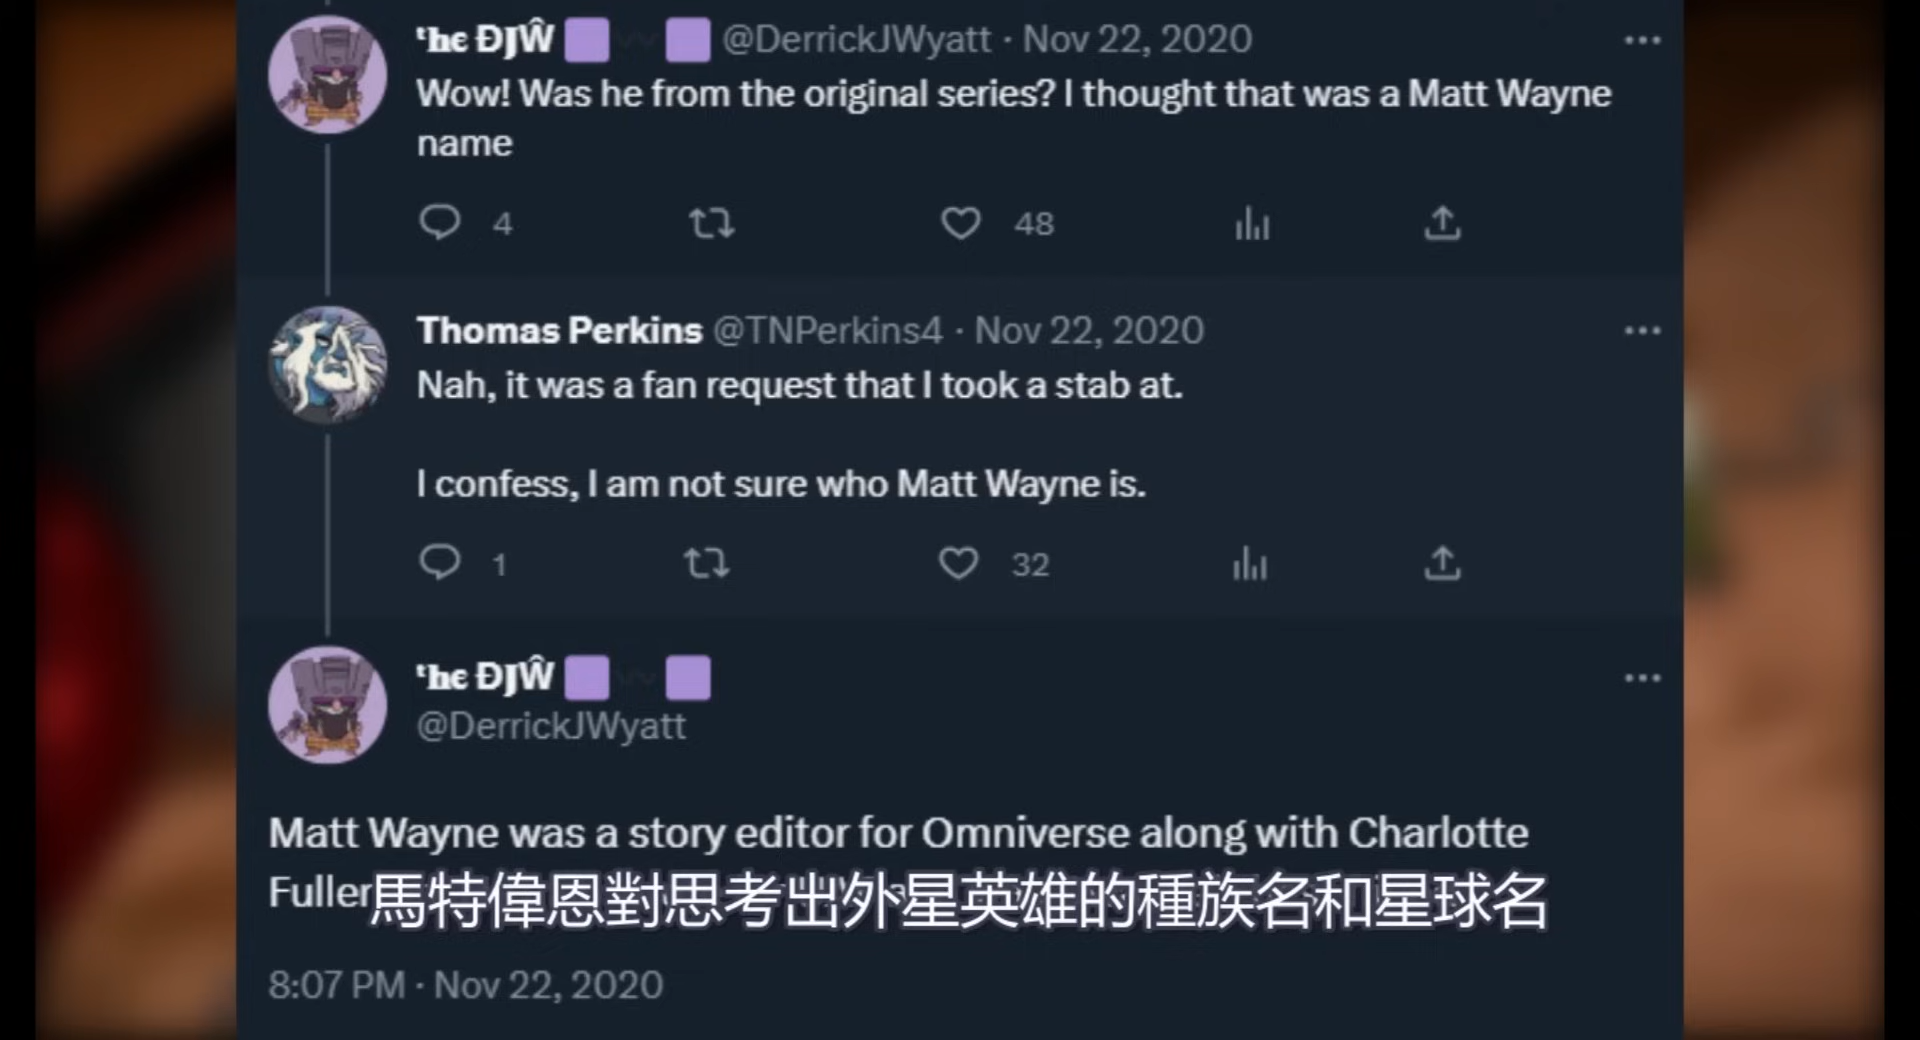 ᵗhє ÐJŴ @DerrickJWyatt · Nov 22, 2020
Wow! Was he from the original series? I thought that was a Matt Wayne
name
4 48
Thomas Perkins @TNPerkins4 · Nov 22, 2020
Nah, it was a fan request that I took a stab at.
I confess, I am not sure who Matt Wayne is.
1 32
ᵗhє ÐJŴ
@DerrickJWyatt
Matt Wayne was a story editor for Omniverse along with Charlotte
Fuller
馬特偉恩對思考出外星英雄的種族名和星球名
8:07 PM · Nov 22, 2020